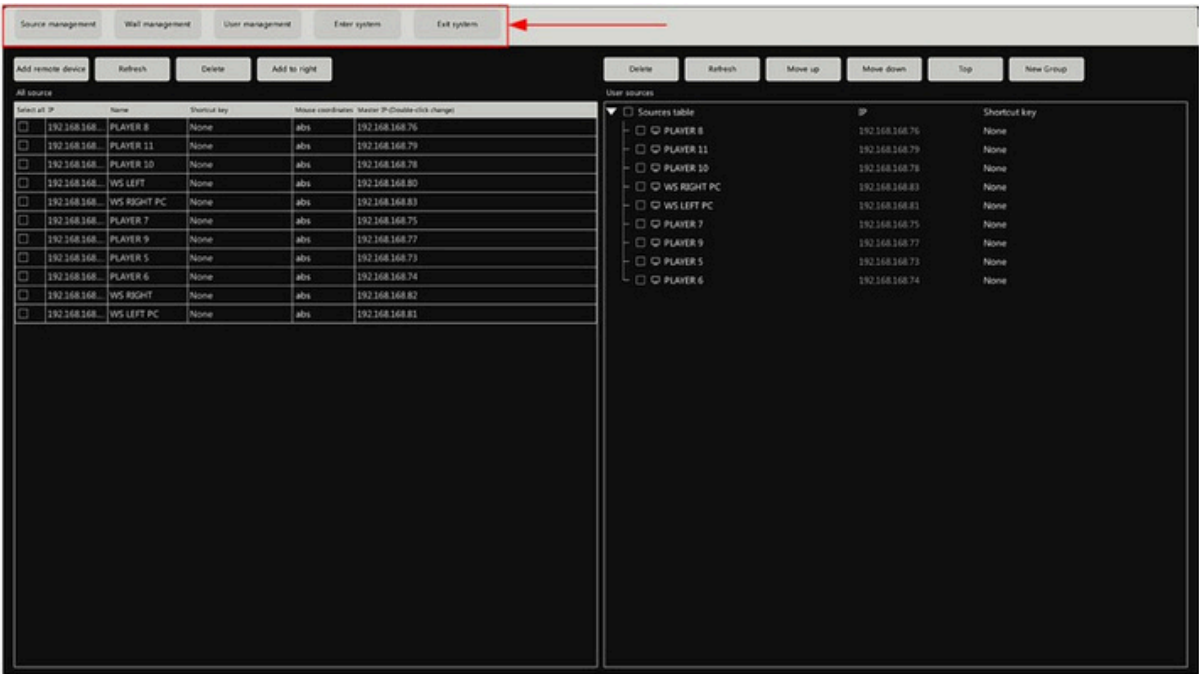 Source management Wall management User management Enter system Exit system
Add remote device Refresh Delete Add to right
All source
Select all IP Name Shortcut key Mouse coordinates Master IP-(Double-click change)
192.168.168... PLAYER 8 None abs 192.168.168.76
192.168.168... PLAYER 11 None abs 192.168.168.79
192.168.168... PLAYER 10 None abs 192.168.168.78
192.168.168... WS LEFT None abs 192.168.168.80
192.168.168... WS RIGHT PC None abs 192.168.168.83
192.168.168... PLAYER 7 None abs 192.168.168.75
192.168.168... PLAYER 9 None abs 192.168.168.77
192.168.168... PLAYER 5 None abs 192.168.168.73
192.168.168... PLAYER 6 None abs 192.168.168.74
192.168.168... WS RIGHT None abs 192.168.168.82
192.168.168... WS LEFT PC None abs 192.168.168.81
Delete Refresh Move up Move down Top New Group
User sources
Sources table IP Shortcut key
PLAYER 8 192.168.168.76 None
PLAYER 11 192.168.168.79 None
PLAYER 10 192.168.168.78 None
WS RIGHT PC 192.168.168.83 None
WS LEFT PC 192.168.168.81 None
PLAYER 7 192.168.168.75 None
PLAYER 9 192.168.168.77 None
PLAYER 5 192.168.168.73 None
PLAYER 6 192.168.168.74 None